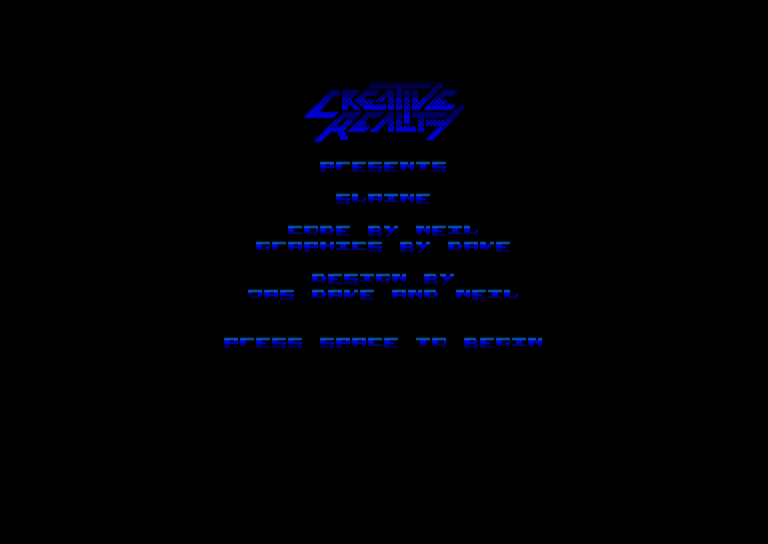 CREATIVE
REALITY
PRESENTS
SLAINE
CODE BY NEIL
GRAPHICS BY DAVE
DESIGN BY
JAS DAVE AND NEIL
PRESS SPACE TO BEGIN